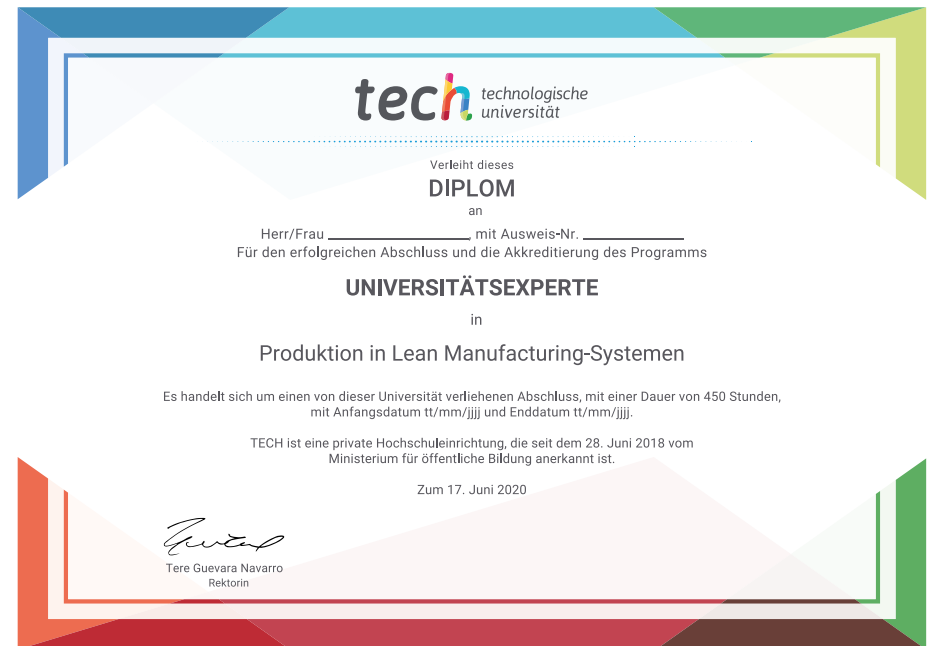 tech technologische
universität
Verleiht dieses
DIPLOM
an
Herr/Frau ____________________, mit Ausweis-Nr. ______________
Für den erfolgreichen Abschluss und die Akkreditierung des Programms
UNIVERSITÄTSEXPERTE
in
Produktion in Lean Manufacturing-Systemen
Es handelt sich um einen von dieser Universität verliehenen Abschluss, mit einer Dauer von 450 Stunden,
mit Anfangsdatum tt/mm/jjjj und Enddatum tt/mm/jjjj.
TECH ist eine private Hochschuleinrichtung, die seit dem 28. Juni 2018 vom
Ministerium für öffentliche Bildung anerkannt ist.
Zum 17. Juni 2020
Tere Guevara Navarro
Rektorin